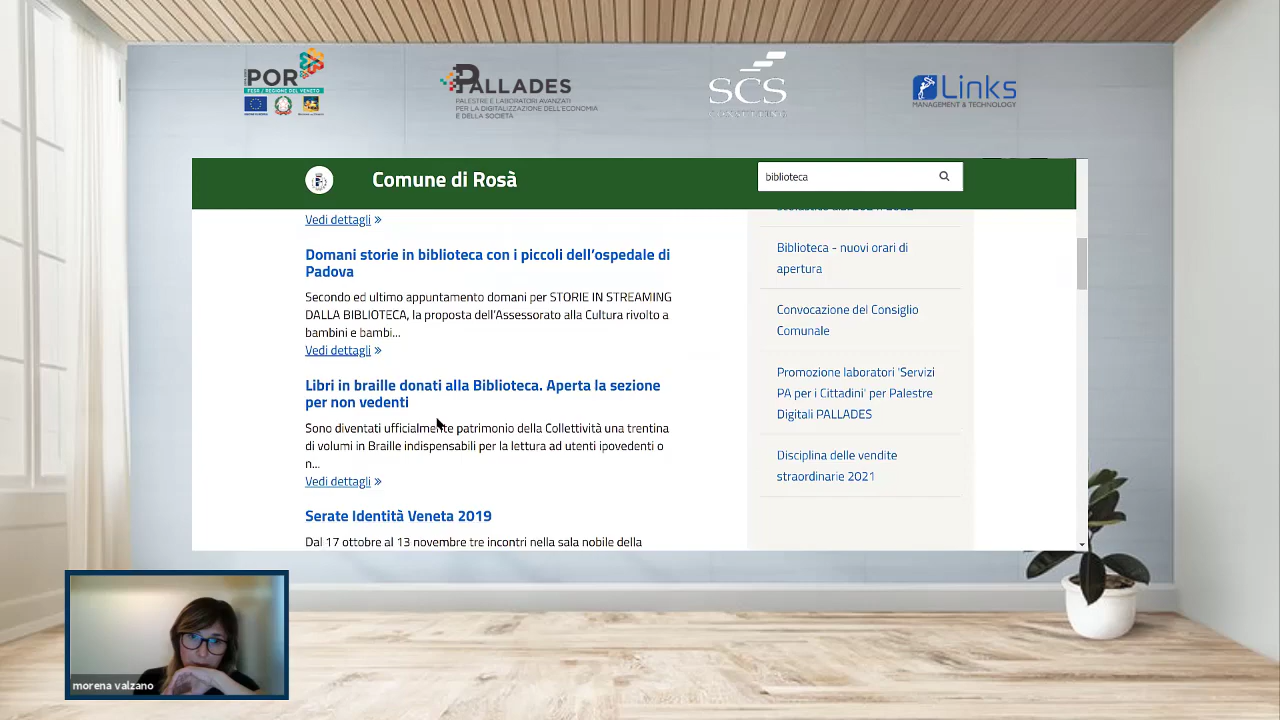 POR
FESR / REGIONE DEL VENETO
PALLADES
PALESTRE E LABORATORI AVANZATI
PER LA DIGITALIZZAZIONE DELL'ECONOMIA
E DELLA SOCIETÀ
SCS
CONSULTING
Links
MANAGEMENT & TECHNOLOGY
Comune di Rosà
biblioteca
Vedi dettagli »
Domani storie in biblioteca con i piccoli dell’ospedale di
Padova
Secondo ed ultimo appuntamento domani per STORIE IN STREAMING
DALLA BIBLIOTECA, la proposta dell'Assessorato alla Cultura rivolto a
bambini e bambi...
Vedi dettagli »
Libri in braille donati alla Biblioteca. Aperta la sezione
per non vedenti
Sono diventati ufficialmente patrimonio della Collettività una trentina
di volumi in Braille indispensabili per la lettura ad utenti ipovedenti o
n...
Vedi dettagli »
Serate Identità Veneta 2019
Dal 17 ottobre al 13 novembre tre incontri nella sala nobile della
Biblioteca - nuovi orari di
apertura
Convocazione del Consiglio
Comunale
Promozione laboratori 'Servizi
PA per i Cittadini' per Palestre
Digitali PALLADES
Disciplina delle vendite
straordinarie 2021
morena valzano